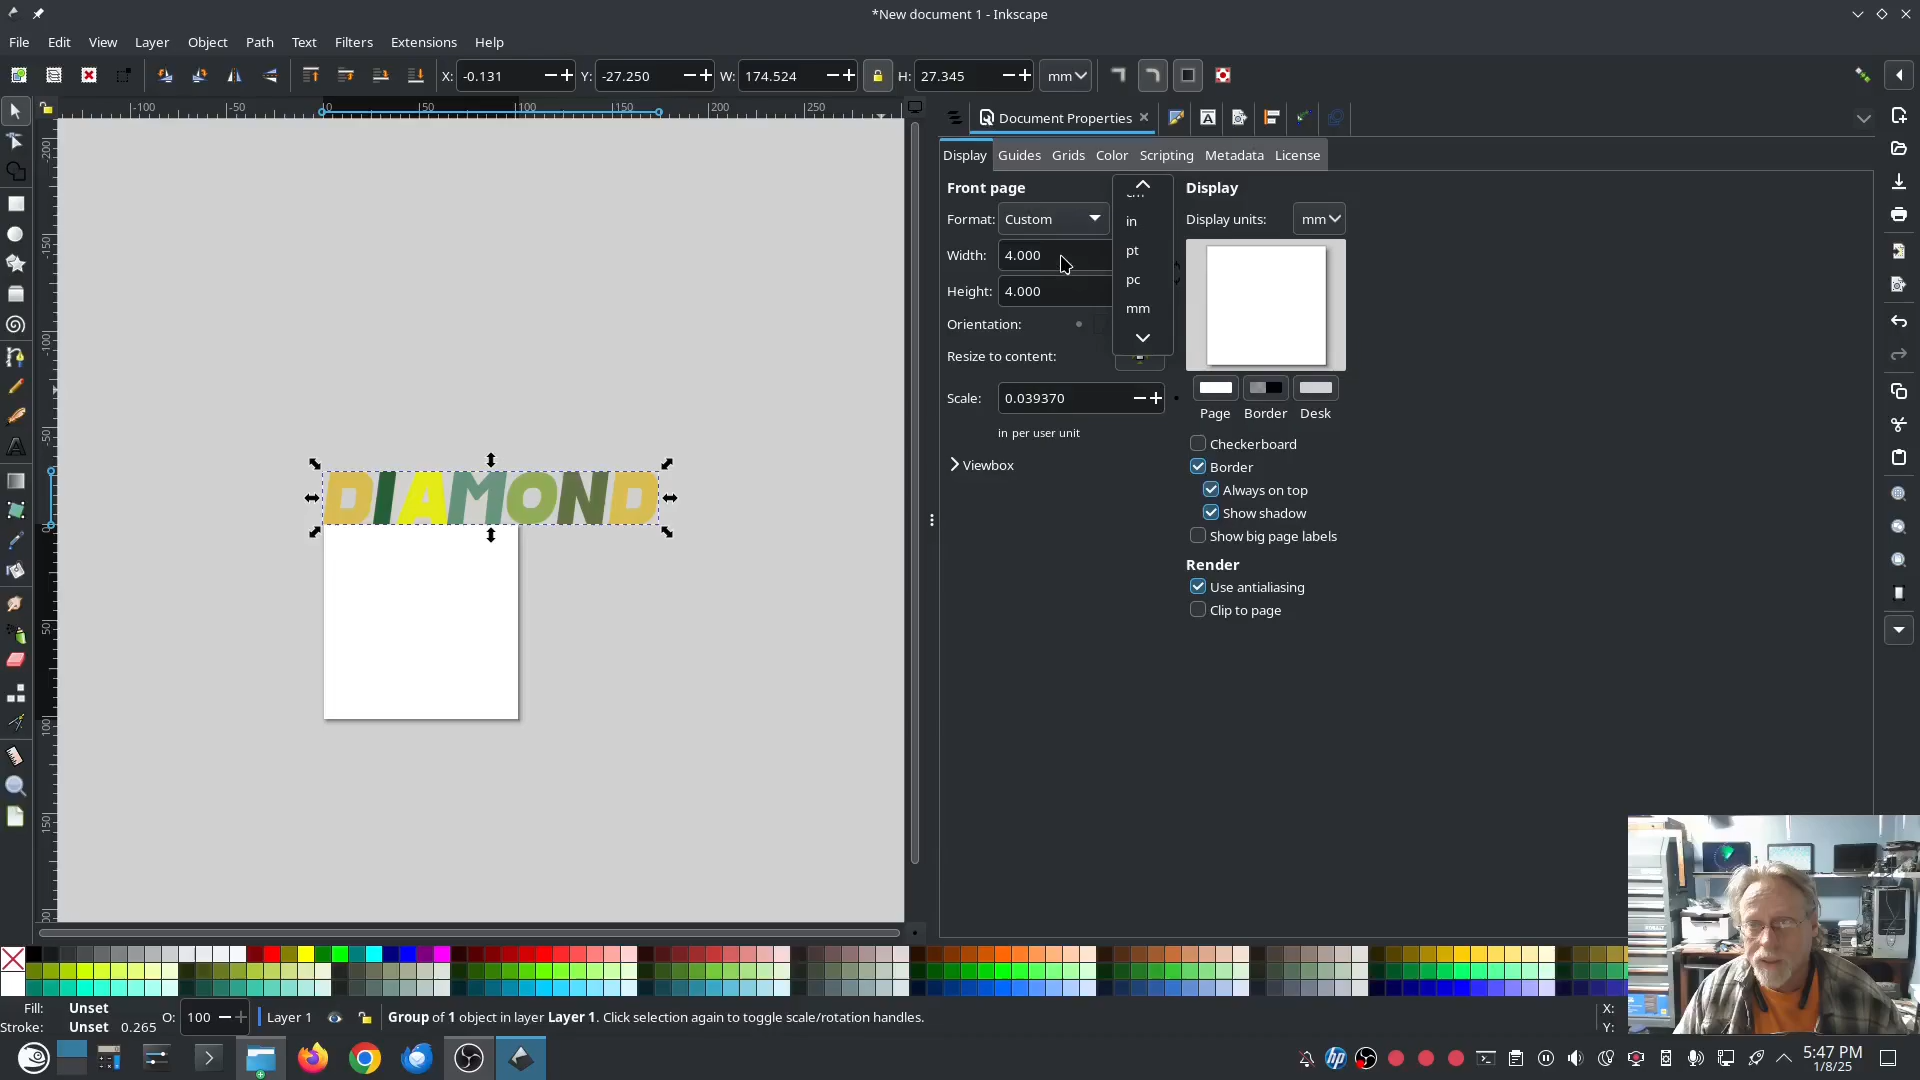 *New document 1 - Inkscape
File Edit View Layer Object Path Text Filters Extensions Help
X: -0.131 Y: -27.250 W: 174.524 H: 27.345 mm
-100 -50 0 50 100 150 200 250
Document Properties
Display Guides Grids Color Scripting Metadata License
Front page
Format: Custom
Width: 4.000
Height: 4.000
Orientation:
Resize to content:
Scale: 0.039370
in per user unit
Viewbox
in
pt
pc
mm
Display
Display units: mm
Page Border Desk
Checkerboard
Border
Always on top
Show shadow
Show big page labels
Render
Use antialiasing
Clip to page
DIAMOND
Fill: Unset
Stroke: Unset 0.265
O: 100
Layer 1
Group of 1 object in layer Layer 1. Click selection again to toggle scale/rotation handles.
X:
Y:
5:47 PM
1/8/25